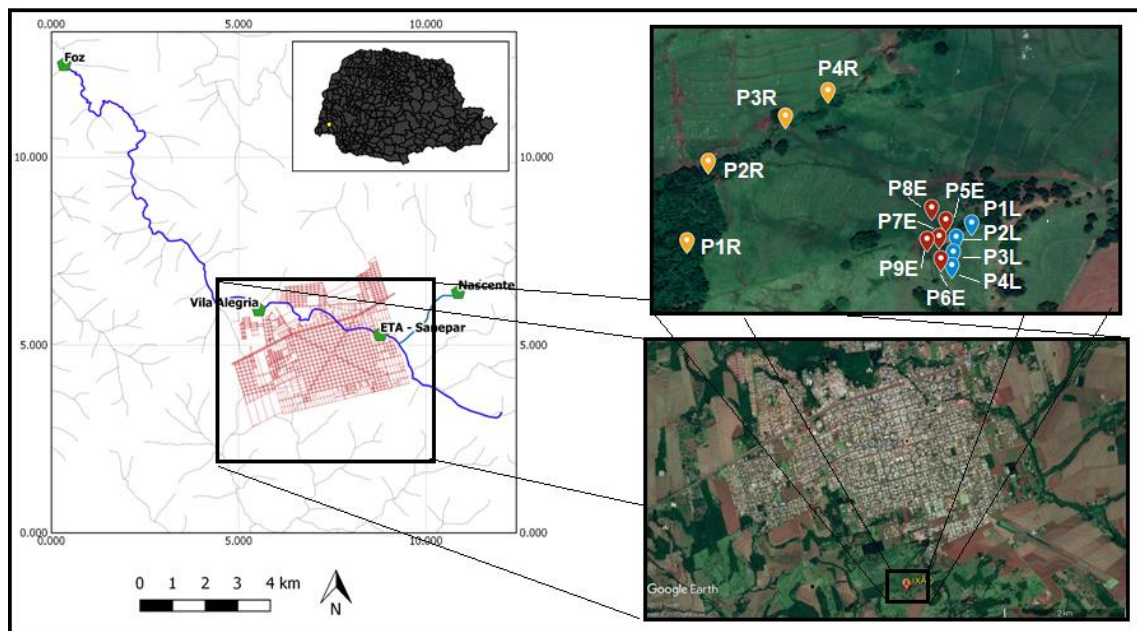 0.000
5.000
10.000
Foz
10.000
10.000
Nascente
Vila Alegria
ETA - Sanepar
5.000
5.000
0.000
0.000
0.000
5.000
10.000
0 1 2 3 4 km
N
P4R
P3R
P2R
P1R
P8E
P5E
P1L
P7E
P2L
P3L
P9E
P4L
P6E
Google Earth
2 km